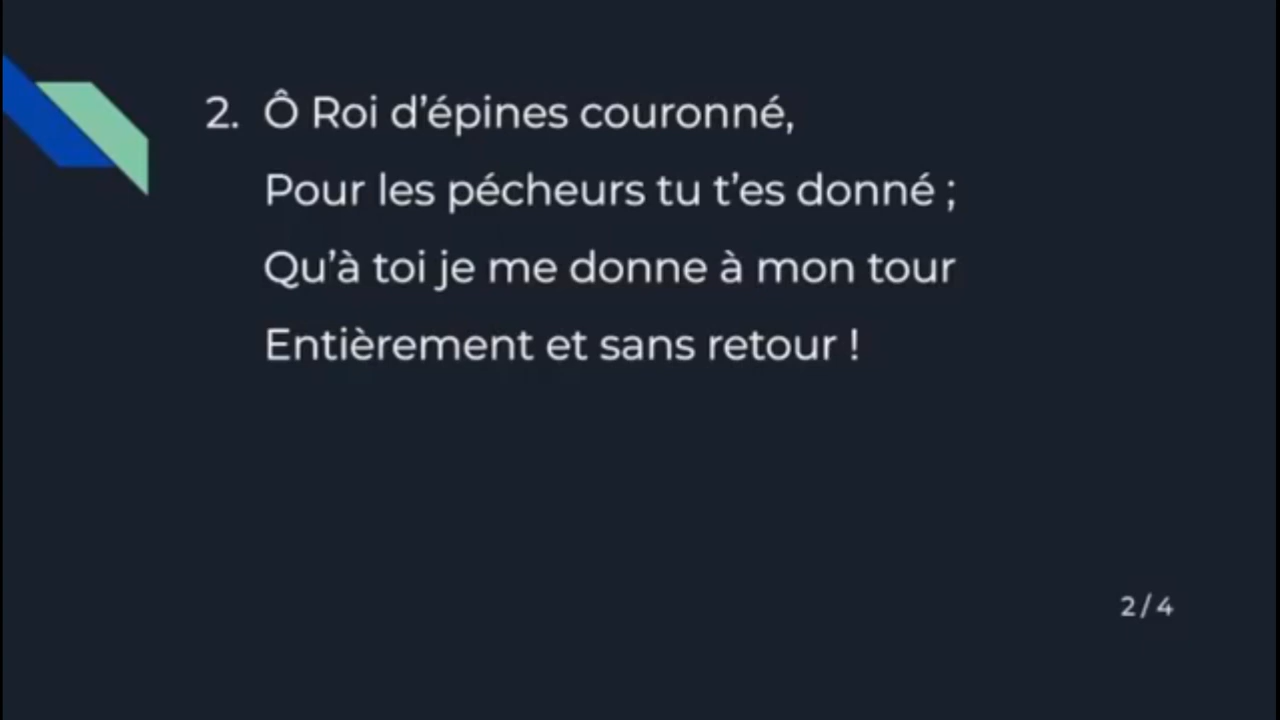 2. Ô Roi d’épines couronné,
Pour les pécheurs tu t’es donné ;
Qu’à toi je me donne à mon tour
Entièrement et sans retour !
2 / 4